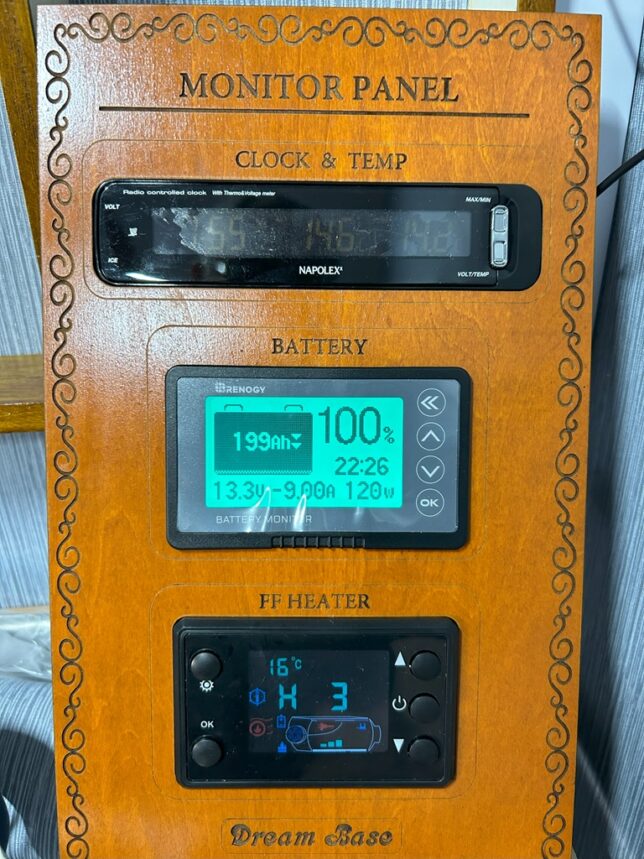 MONITOR PANEL
CLOCK & TEMP
Radio controlled clock With Thermo&Voltage meter
MAX/MIN
VOLT
ICE
NAPOLEX
VOLT/TEMP
BATTERY
RENOGY
100%
199Ah
22:26
13.3V -9.00A 120W
OK
BATTERY MONITOR
FF HEATER
16°C
H 3
OK
Dream Base